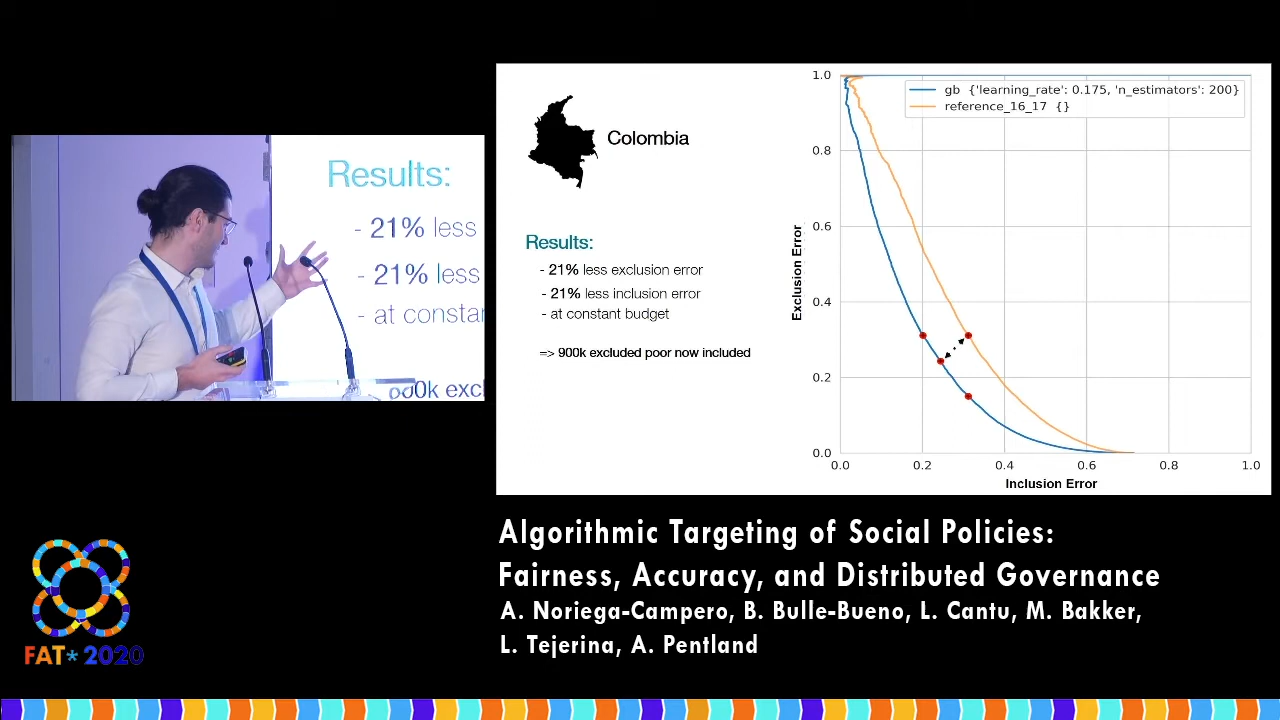 Results:
- 21% less
- 21% less
- at constar
Colombia
Results:
- 21% less exclusion error
- 21% less inclusion error
- at constant budget
=> 900k excluded poor now included
gb {'learning_rate': 0.175, 'n_estimators': 200}
reference_16_17 {}
Exclusion Error
1.0
0.8
0.6
0.4
0.2
0.0
0.0 0.2 0.4 0.6 0.8 1.0
Inclusion Error
Algorithmic Targeting of Social Policies:
Fairness, Accuracy, and Distributed Governance
A. Noriega-Campero, B. Bulle-Bueno, L. Cantu, M. Bakker,
L. Tejerina, A. Pentland
FAT* 2020